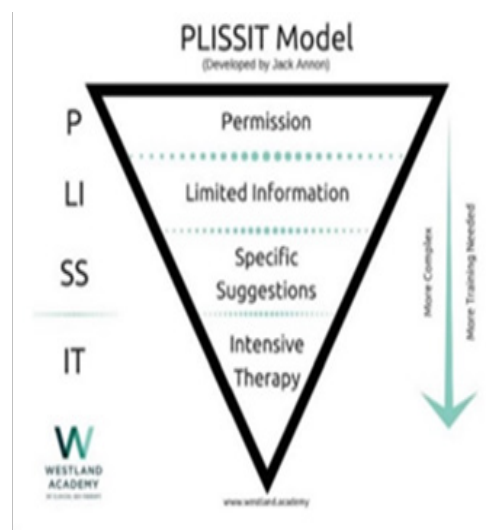 PLISSIT Model
(Developed by Jack Annon)
P
Permission
LI
Limited Information
SS
Specific
Suggestions
IT
Intensive
Therapy
More Complex
More Training Needed
W
WESTLAND
ACADEMY
www.westland.academy